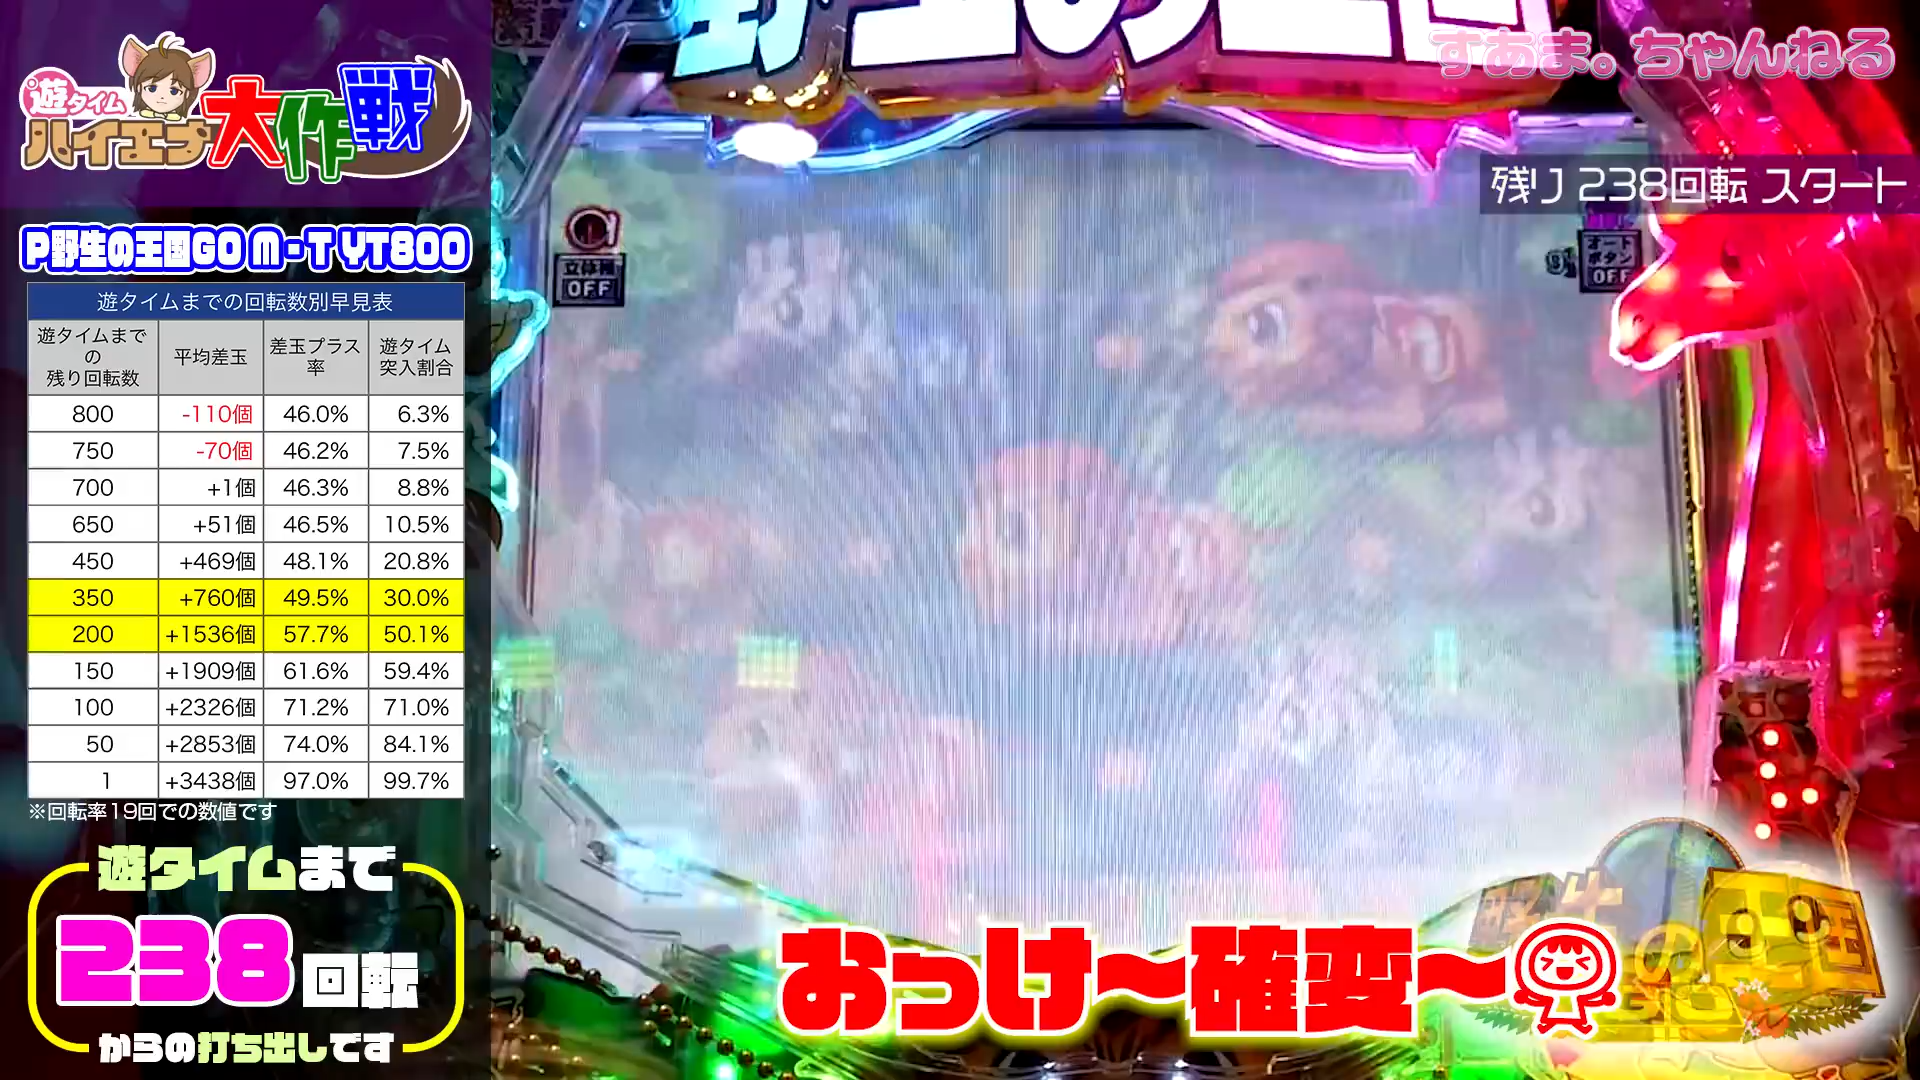 遊タイム
ハイエナ大作戦
P野生の王国GO M-T YT800
遊タイムまでの回転数別早見表
遊タイムまでの残り回転数 平均差玉 差玉プラス率 遊タイム突入割合
800 -110個 46.0% 6.3%
750 -70個 46.2% 7.5%
700 +1個 46.3% 8.8%
650 +51個 46.5% 10.5%
450 +469個 48.1% 20.8%
350 +760個 49.5% 30.0%
200 +1536個 57.7% 50.1%
150 +1909個 61.6% 59.4%
100 +2326個 71.2% 71.0%
50 +2853個 74.0% 84.1%
1 +3438個 97.0% 99.7%
※回転率19回での数値です
遊タイムまで
238回転
からの打ち出しです
野生の王国
すあま。ちゃんねる
残り 238回転 スタート
OFF
オート
ボタン
OFF
おっけ〜確変〜
野生の王国
GO